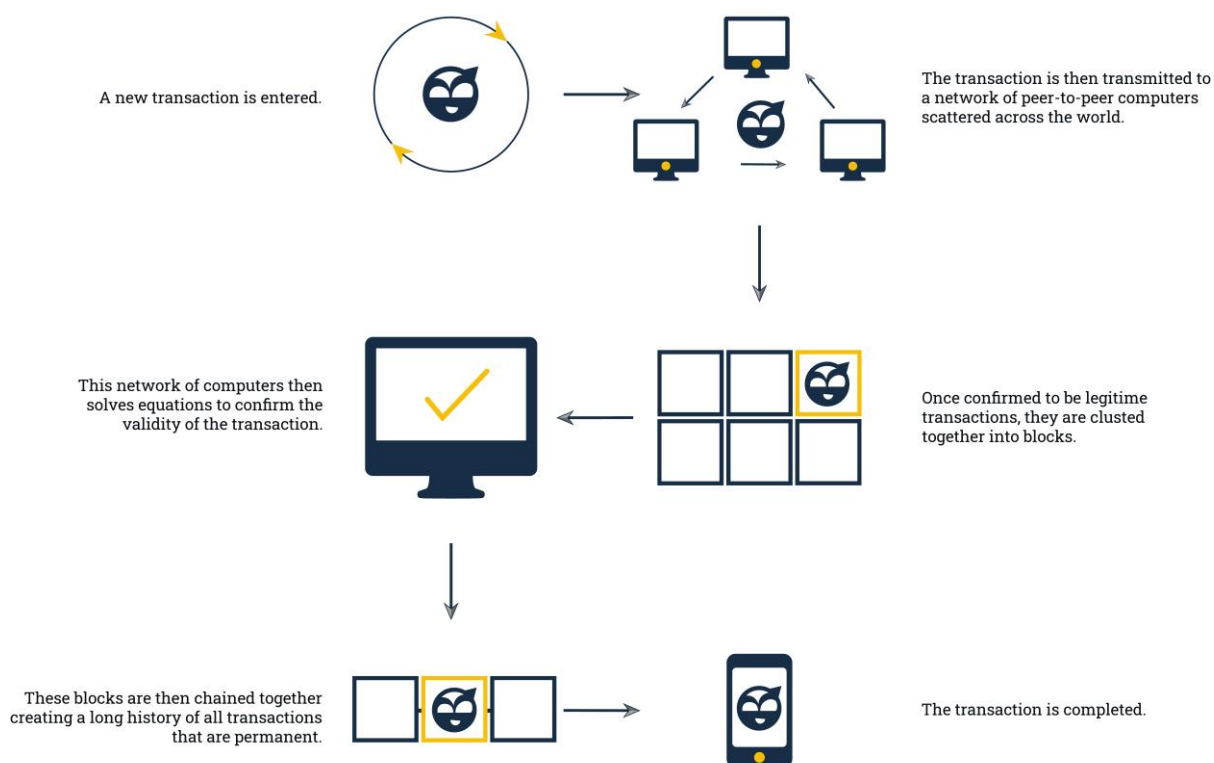 A new transaction is entered.
The transaction is then transmitted to
a network of peer-to-peer computers
scattered across the world.
Once confirmed to be legitime
transactions, they are clusted
together into blocks.
This network of computers then
solves equations to confirm the
validity of the transaction.
These blocks are then chained together
creating a long history of all transactions
that are permanent.
The transaction is completed.